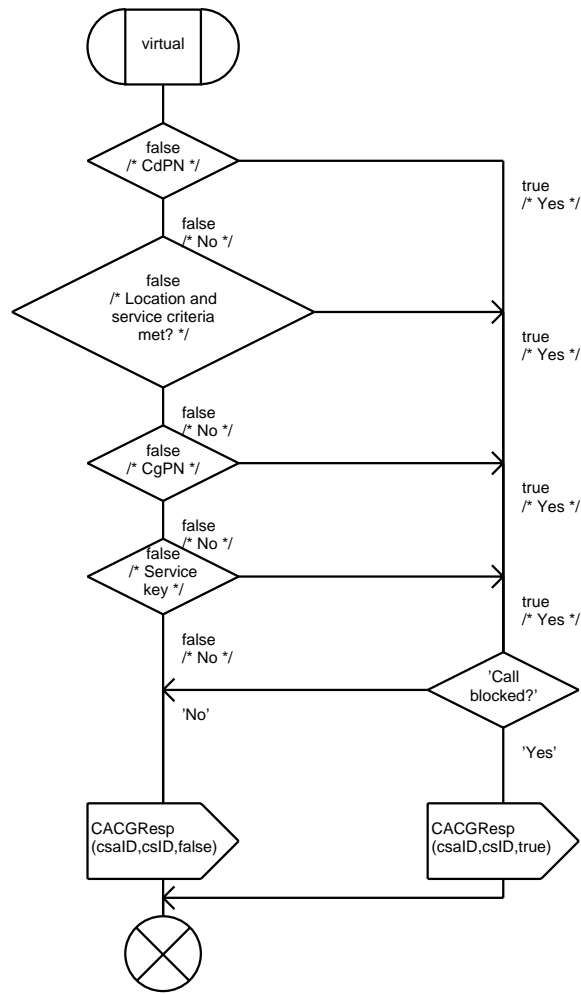 virtual
false
/* CdPN */
true
/* Yes */
false
/* No */
false
/* Location and
service criteria
met? */
true
/* Yes */
false
/* No */
false
/* CgPN */
true
/* Yes */
false
/* No */
false
/* Service
key */
true
/* Yes */
false
/* No */
’Call
blocked?’
’No’
’Yes’
CACGResp
(csaID,csID,false)
CACGResp
(csaID,csID,true)